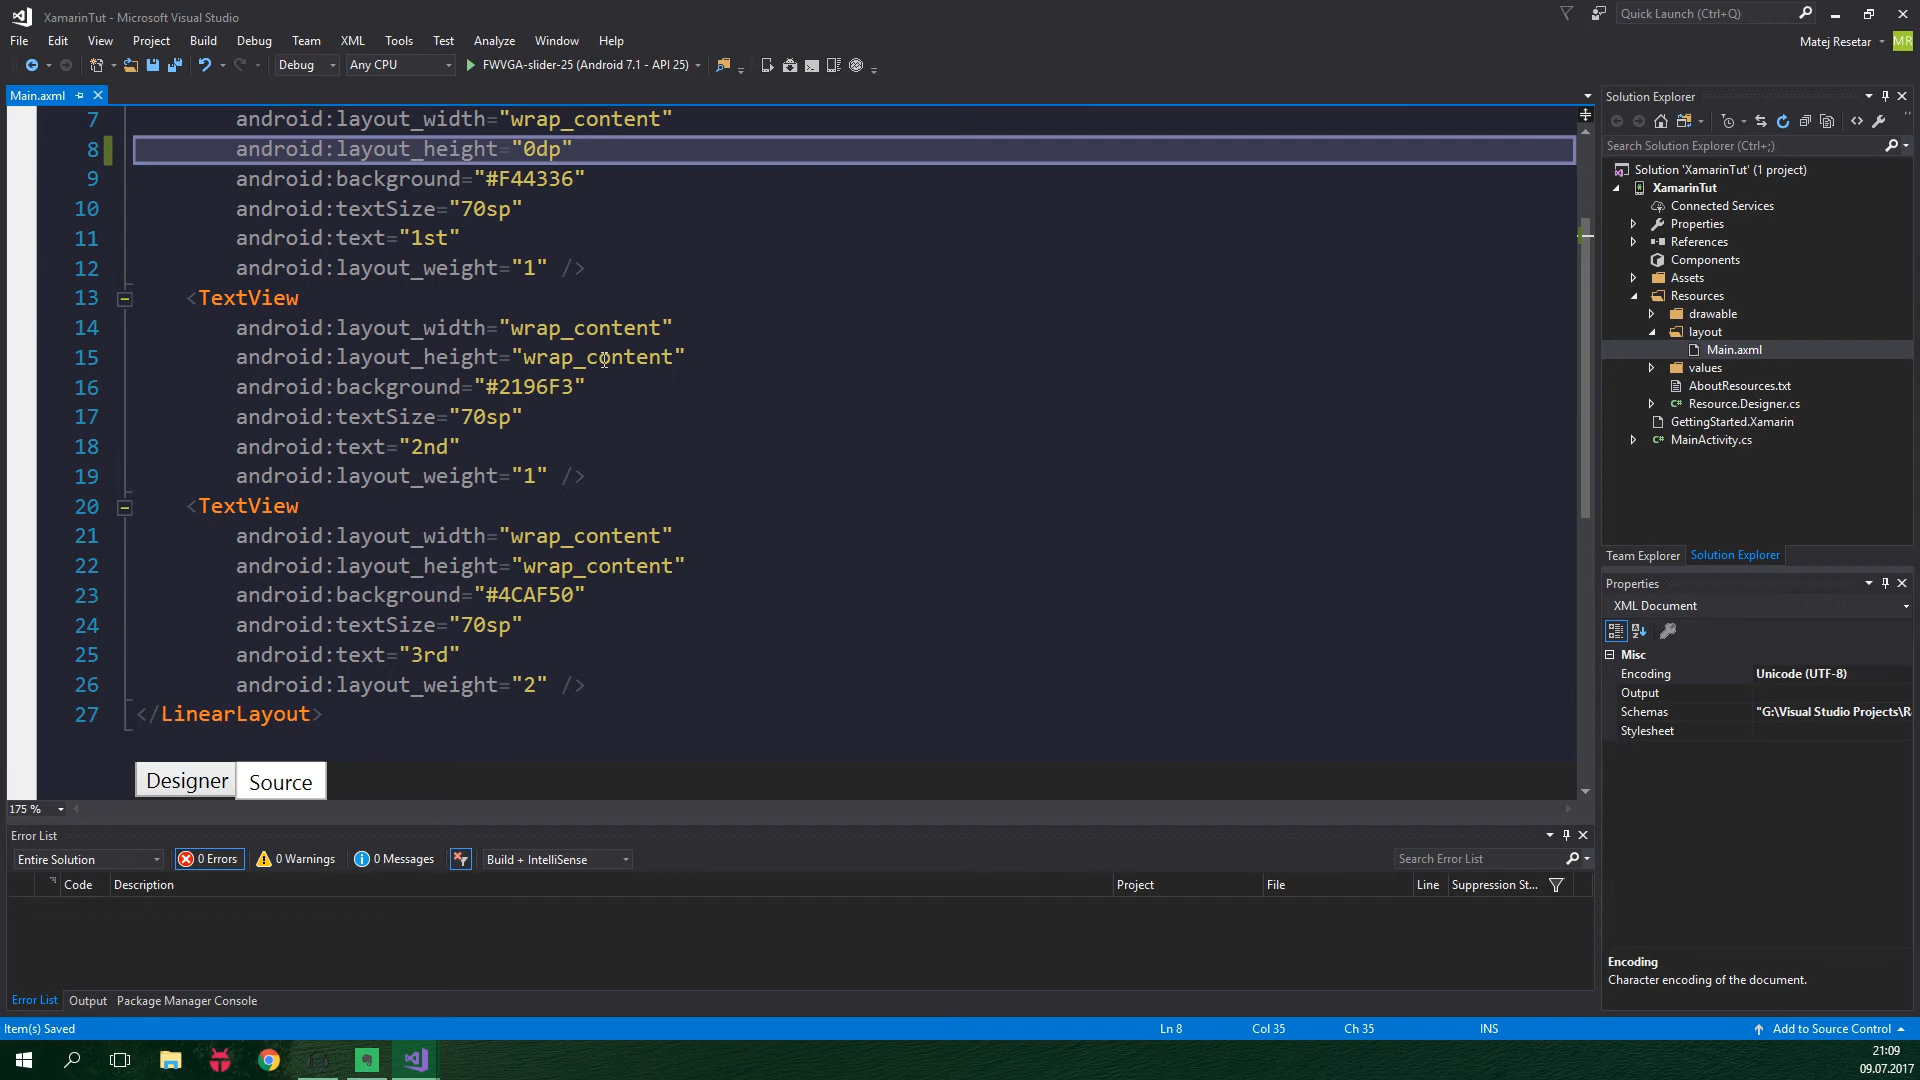 XamarinTut - Microsoft Visual Studio
Quick Launch (Ctrl+Q)
File Edit View Project Build Debug Team XML Tools Test Analyze Window Help
Matej Resetar MR
Debug Any CPU FWVGA-slider-25 (Android 7.1 - API 25)
Main.axml
7 android:layout_width="wrap_content"
8 android:layout_height="0dp"
9 android:background="#F44336"
10 android:textSize="70sp"
11 android:text="1st"
12 android:layout_weight="1" />
13 <TextView
14 android:layout_width="wrap_content"
15 android:layout_height="wrap_content"
16 android:background="#2196F3"
17 android:textSize="70sp"
18 android:text="2nd"
19 android:layout_weight="1" />
20 <TextView
21 android:layout_width="wrap_content"
22 android:layout_height="wrap_content"
23 android:background="#4CAF50"
24 android:textSize="70sp"
25 android:text="3rd"
26 android:layout_weight="2" />
27 </LinearLayout>
Designer Source
175 %
Solution Explorer
Search Solution Explorer (Ctrl+;)
Solution 'XamarinTut' (1 project)
XamarinTut
Connected Services
Properties
References
Components
Assets
Resources
drawable
layout
Main.axml
values
AboutResources.txt
C# Resource.Designer.cs
GettingStarted.Xamarin
C# MainActivity.cs
Team Explorer Solution Explorer
Properties
XML Document
Misc
Encoding Unicode (UTF-8)
Output
Schemas "G:\Visual Studio Projects\R
Stylesheet
Encoding
Character encoding of the document.
Error List
Entire Solution 0 Errors 0 Warnings 0 Messages Build + IntelliSense Search Error List
Code Description Project File Line Suppression St...
Error List Output Package Manager Console
Item(s) Saved Ln 8 Col 35 Ch 35 INS Add to Source Control
21:09
09.07.2017